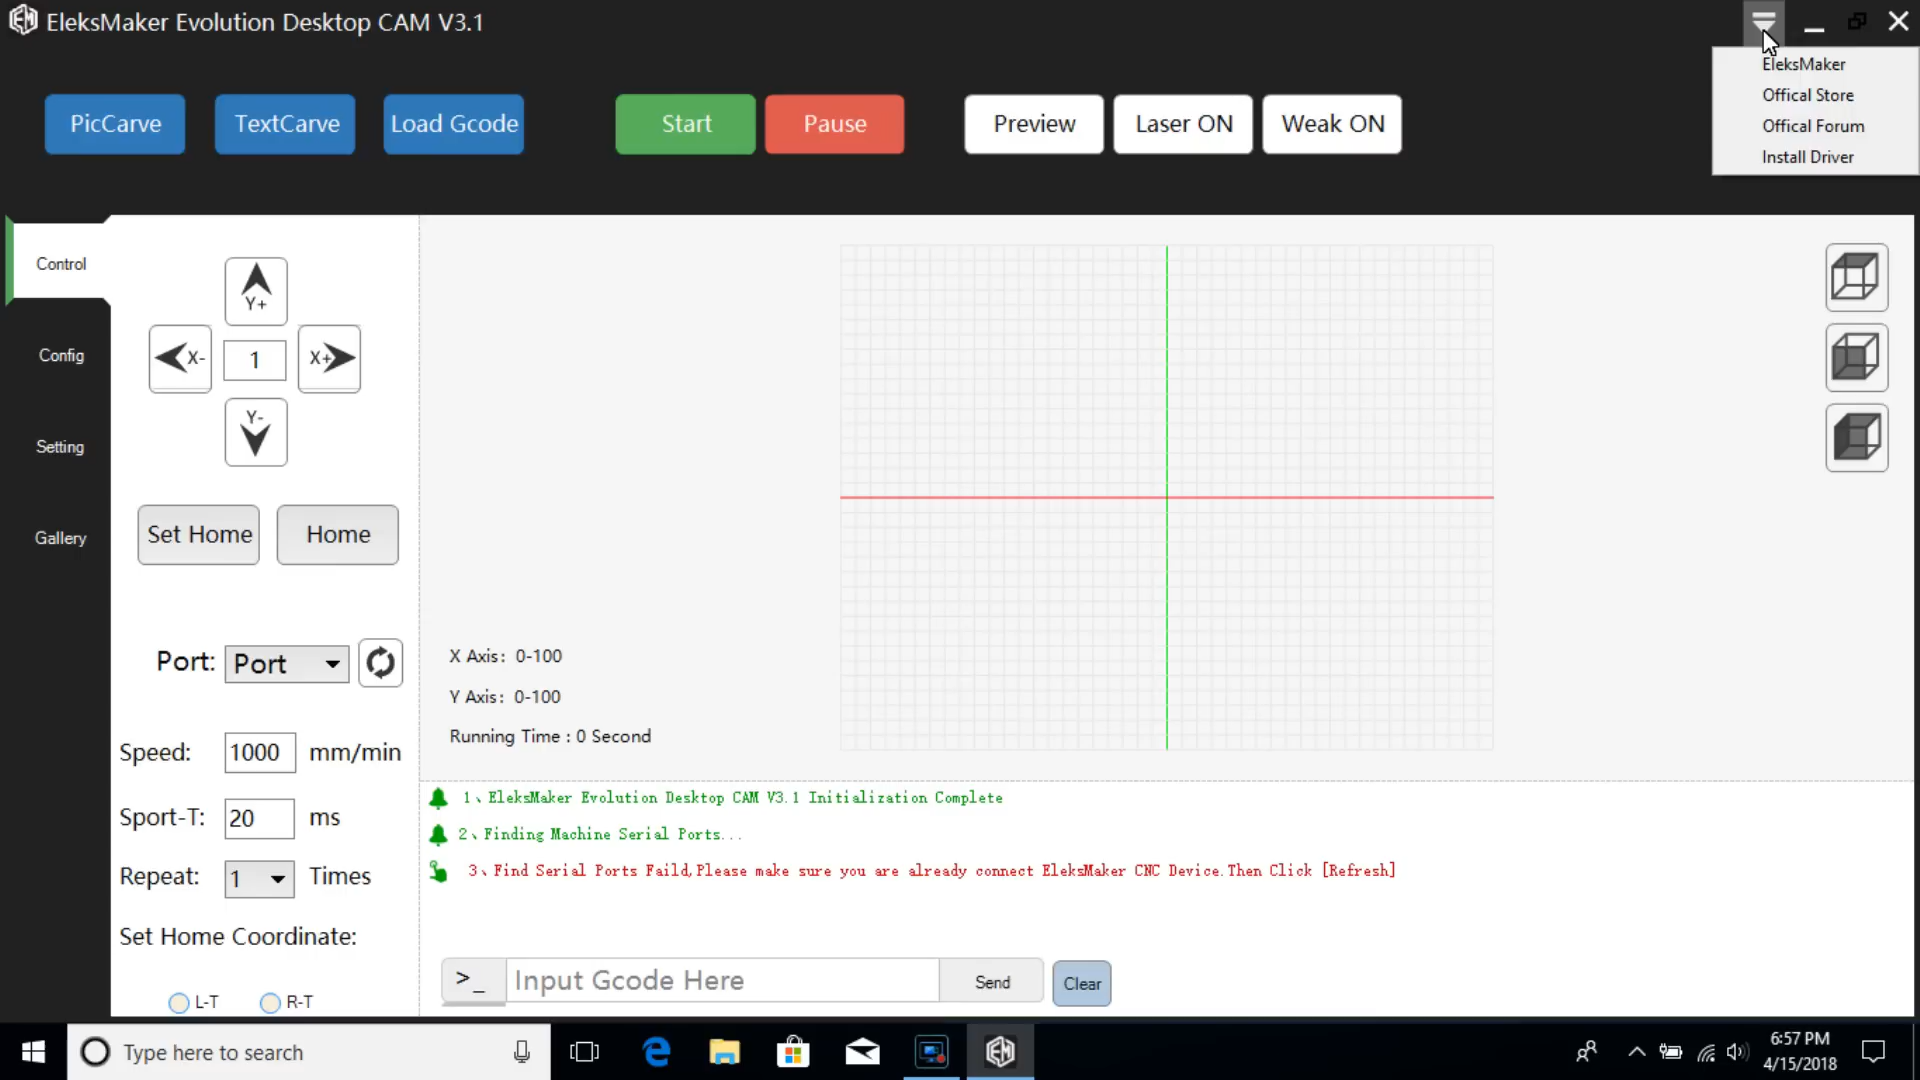 EleksMaker Evolution Desktop CAM V3.1
EleksMaker
Offical Store
Offical Forum
Install Driver
PicCarve
TextCarve
Load Gcode
Start
Pause
Preview
Laser ON
Weak ON
Control
Config
Setting
Gallery
Y+
X-
1
X+
Y-
Set Home
Home
Port: Port
Speed: 1000 mm/min
Sport-T: 20 ms
Repeat: 1 Times
Set Home Coordinate:
L-T
R-T
X Axis: 0-100
Y Axis: 0-100
Running Time : 0 Second
1、EleksMaker Evolution Desktop CAM V3.1 Initialization Complete
2、Finding Machine Serial Ports...
3、Find Serial Ports Faild,Please make sure you are already connect EleksMaker CNC Device.Then Click [Refresh]
>_ Input Gcode Here
Send
Clear
Type here to search
6:57 PM
4/15/2018